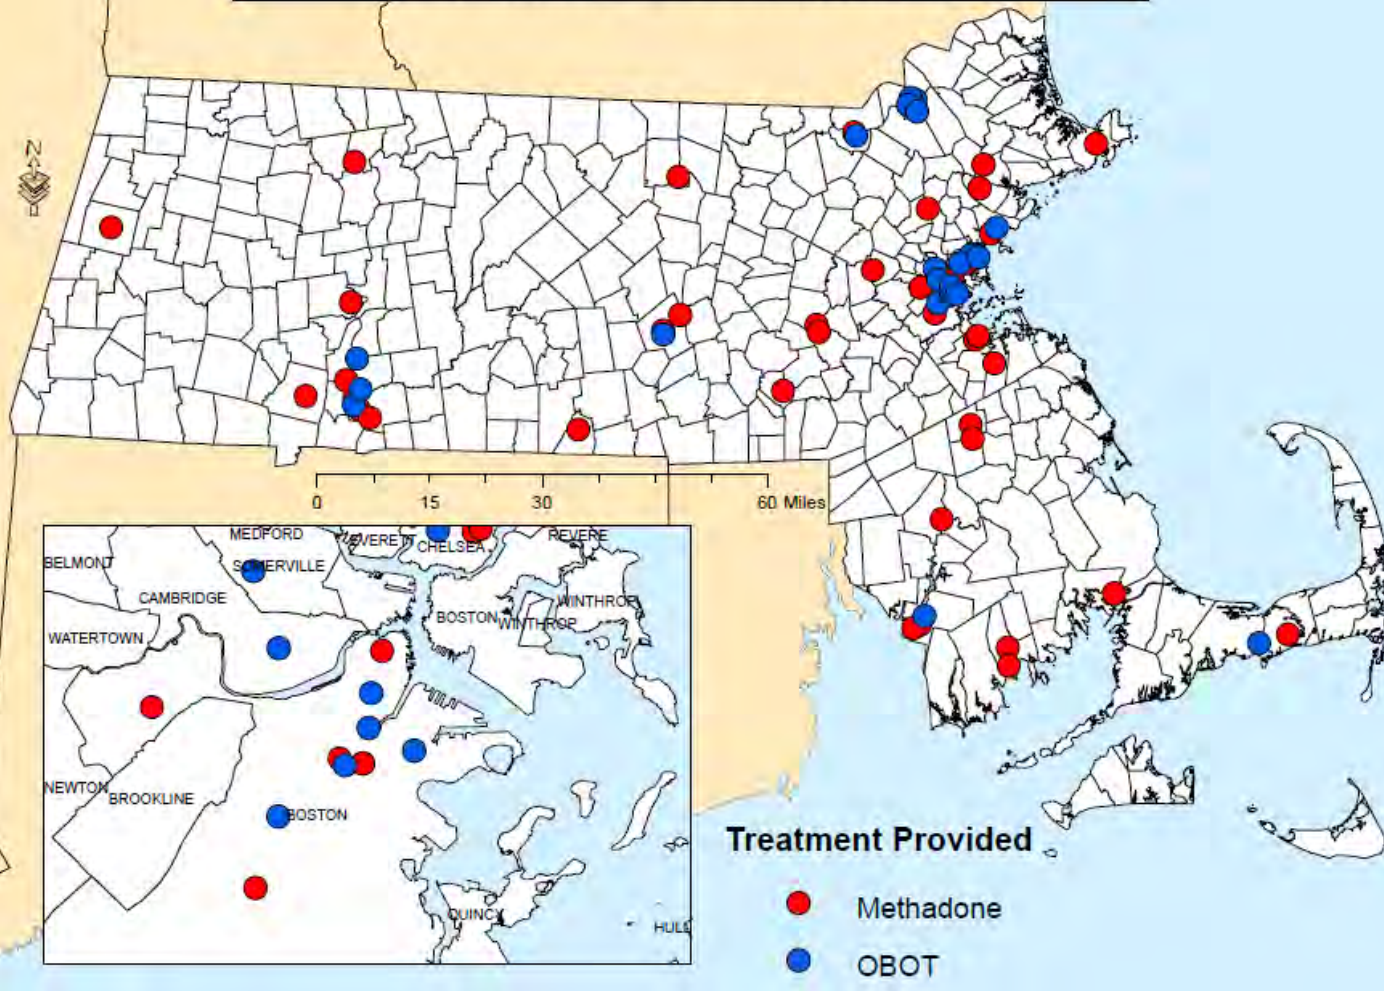 N
0 15 30 60 Miles
MEDFORD
EVERETT
CHELSEA
REVERE
BELMONT
SOMERVILLE
CAMBRIDGE
WINTHROP
BOSTON
WINTHROP
WATERTOWN
NEWTON
BROOKLINE
BOSTON
QUINCY
HULL
Treatment Provided
Methadone
OBOT